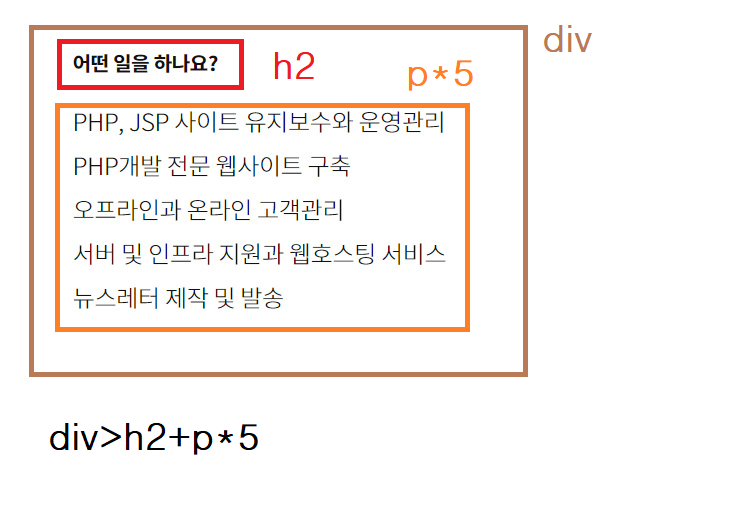 div
어떤 일을 하나요?
h2
p*5
PHP, JSP 사이트 유지보수와 운영관리
PHP개발 전문 웹사이트 구축
오프라인과 온라인 고객관리
서버 및 인프라 지원과 웹호스팅 서비스
뉴스레터 제작 및 발송
div>h2+p*5